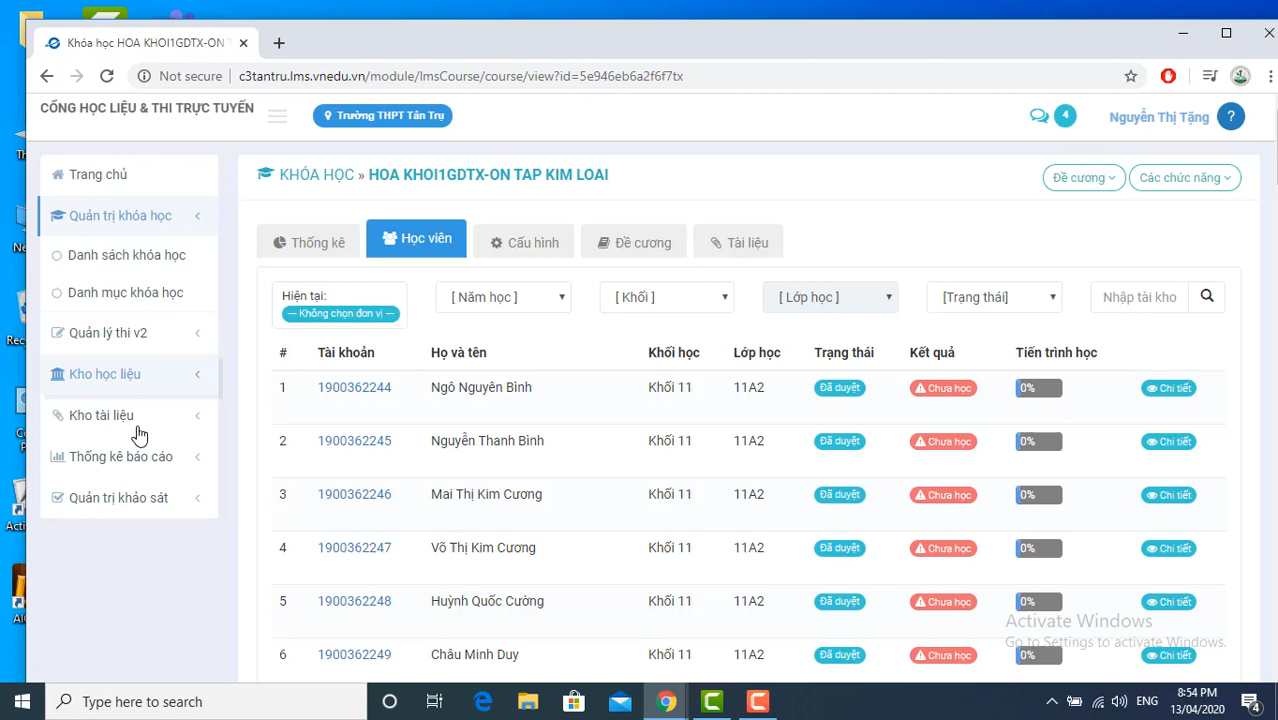 Khóa học HOA KHOI1GDTX-ON T
Not secure
c3tantru.lms.vnedu.vn/module/lmsCourse/course/view?id=5e946eb6a2f6f7tx
CỔNG HỌC LIỆU & THI TRỰC TUYẾN
Trường THPT Tân Trụ
4
Nguyễn Thị Tặng
?
Trang chủ
Quản trị khóa học
Danh sách khóa học
Danh mục khóa học
Quản lý thi v2
Kho học liệu
Kho tài liệu
Thống kê báo cáo
Quản trị khảo sát
KHÓA HỌC » HOA KHOI1GDTX-ON TAP KIM LOAI
Đề cương
Các chức năng
Thống kê
Học viên
Cấu hình
Đề cương
Tài liệu
Hiện tại:
— Không chọn đơn vị —
[ Năm học ]
[ Khối ]
[ Lớp học ]
[Trạng thái]
Nhập tài kho
# Tài khoản Họ và tên Khối học Lớp học Trạng thái Kết quả Tiến trình học
1 1900362244 Ngô Nguyên Bình Khối 11 11A2 Đã duyệt Chưa học 0% Chi tiết
2 1900362245 Nguyễn Thanh Bình Khối 11 11A2 Đã duyệt Chưa học 0% Chi tiết
3 1900362246 Mai Thị Kim Cương Khối 11 11A2 Đã duyệt Chưa học 0% Chi tiết
4 1900362247 Võ Thị Kim Cương Khối 11 11A2 Đã duyệt Chưa học 0% Chi tiết
5 1900362248 Huỳnh Quốc Cường Khối 11 11A2 Đã duyệt Chưa học 0% Chi tiết
6 1900362249 Châu Minh Duy Khối 11 11A2 Đã duyệt Chưa học 0% Chi tiết
Activate Windows
Go to Settings to activate Windows.
Type here to search
ENG
8:54 PM
13/04/2020
4